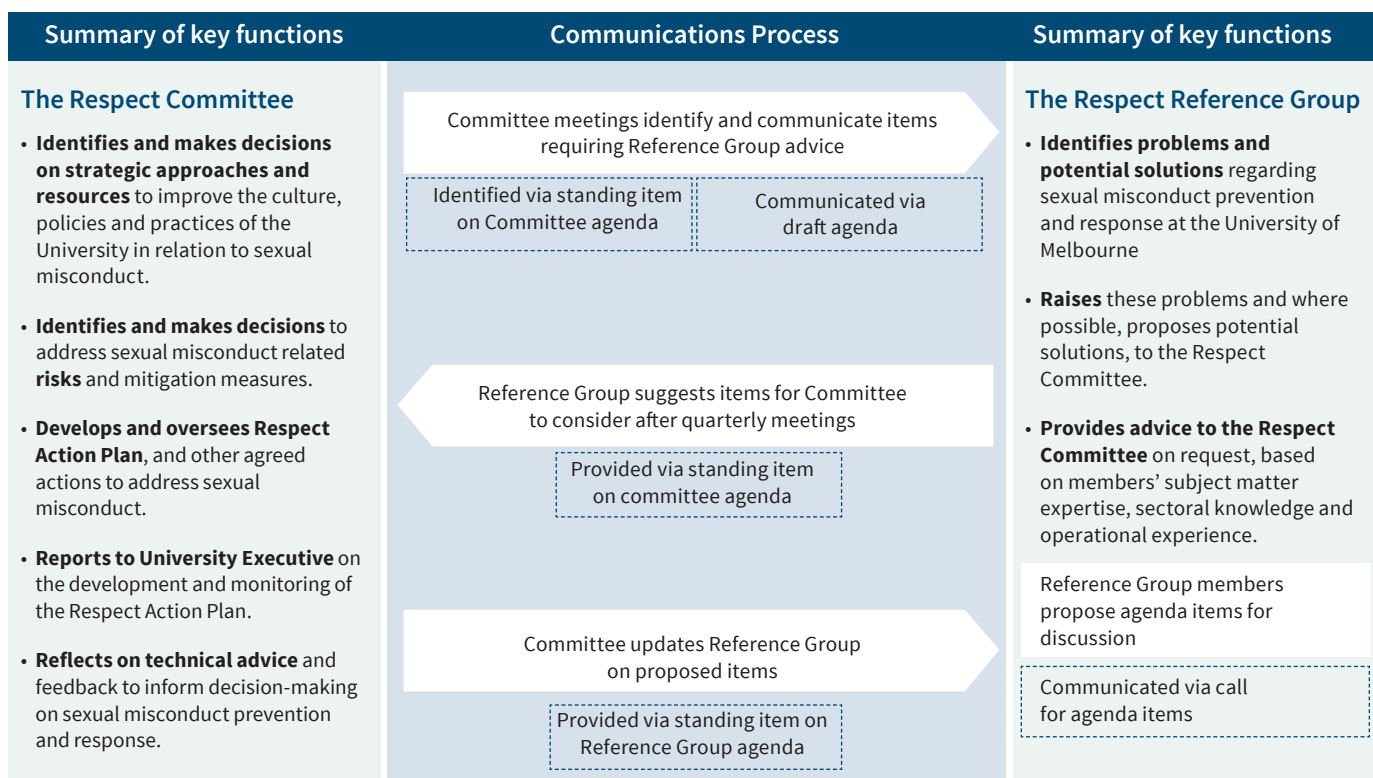 Summary of key functions
Communications Process
Summary of key functions
The Respect Committee
• Identifies and makes decisions
on strategic approaches and
resources to improve the culture,
policies and practices of the
University in relation to sexual
misconduct.
• Identifies and makes decisions to
address sexual misconduct related
risks and mitigation measures.
• Develops and oversees Respect
Action Plan, and other agreed
actions to address sexual
misconduct.
• Reports to University Executive on
the development and monitoring of
the Respect Action Plan.
• Reflects on technical advice and
feedback to inform decision-making
on sexual misconduct prevention
and response.
Committee meetings identify and communicate items
requiring Reference Group advice
Identified via standing item
on Committee agenda
Communicated via
draft agenda
Reference Group suggests items for Committee
to consider after quarterly meetings
Provided via standing item
on committee agenda
Committee updates Reference Group
on proposed items
Provided via standing item on
Reference Group agenda
The Respect Reference Group
• Identifies problems and
potential solutions regarding
sexual misconduct prevention
and response at the University of
Melbourne
• Raises these problems and where
possible, proposes potential
solutions, to the Respect
Committee.
• Provides advice to the Respect
Committee on request, based
on members’ subject matter
expertise, sectoral knowledge and
operational experience.
Reference Group members
propose agenda items for
discussion
Communicated via call
for agenda items